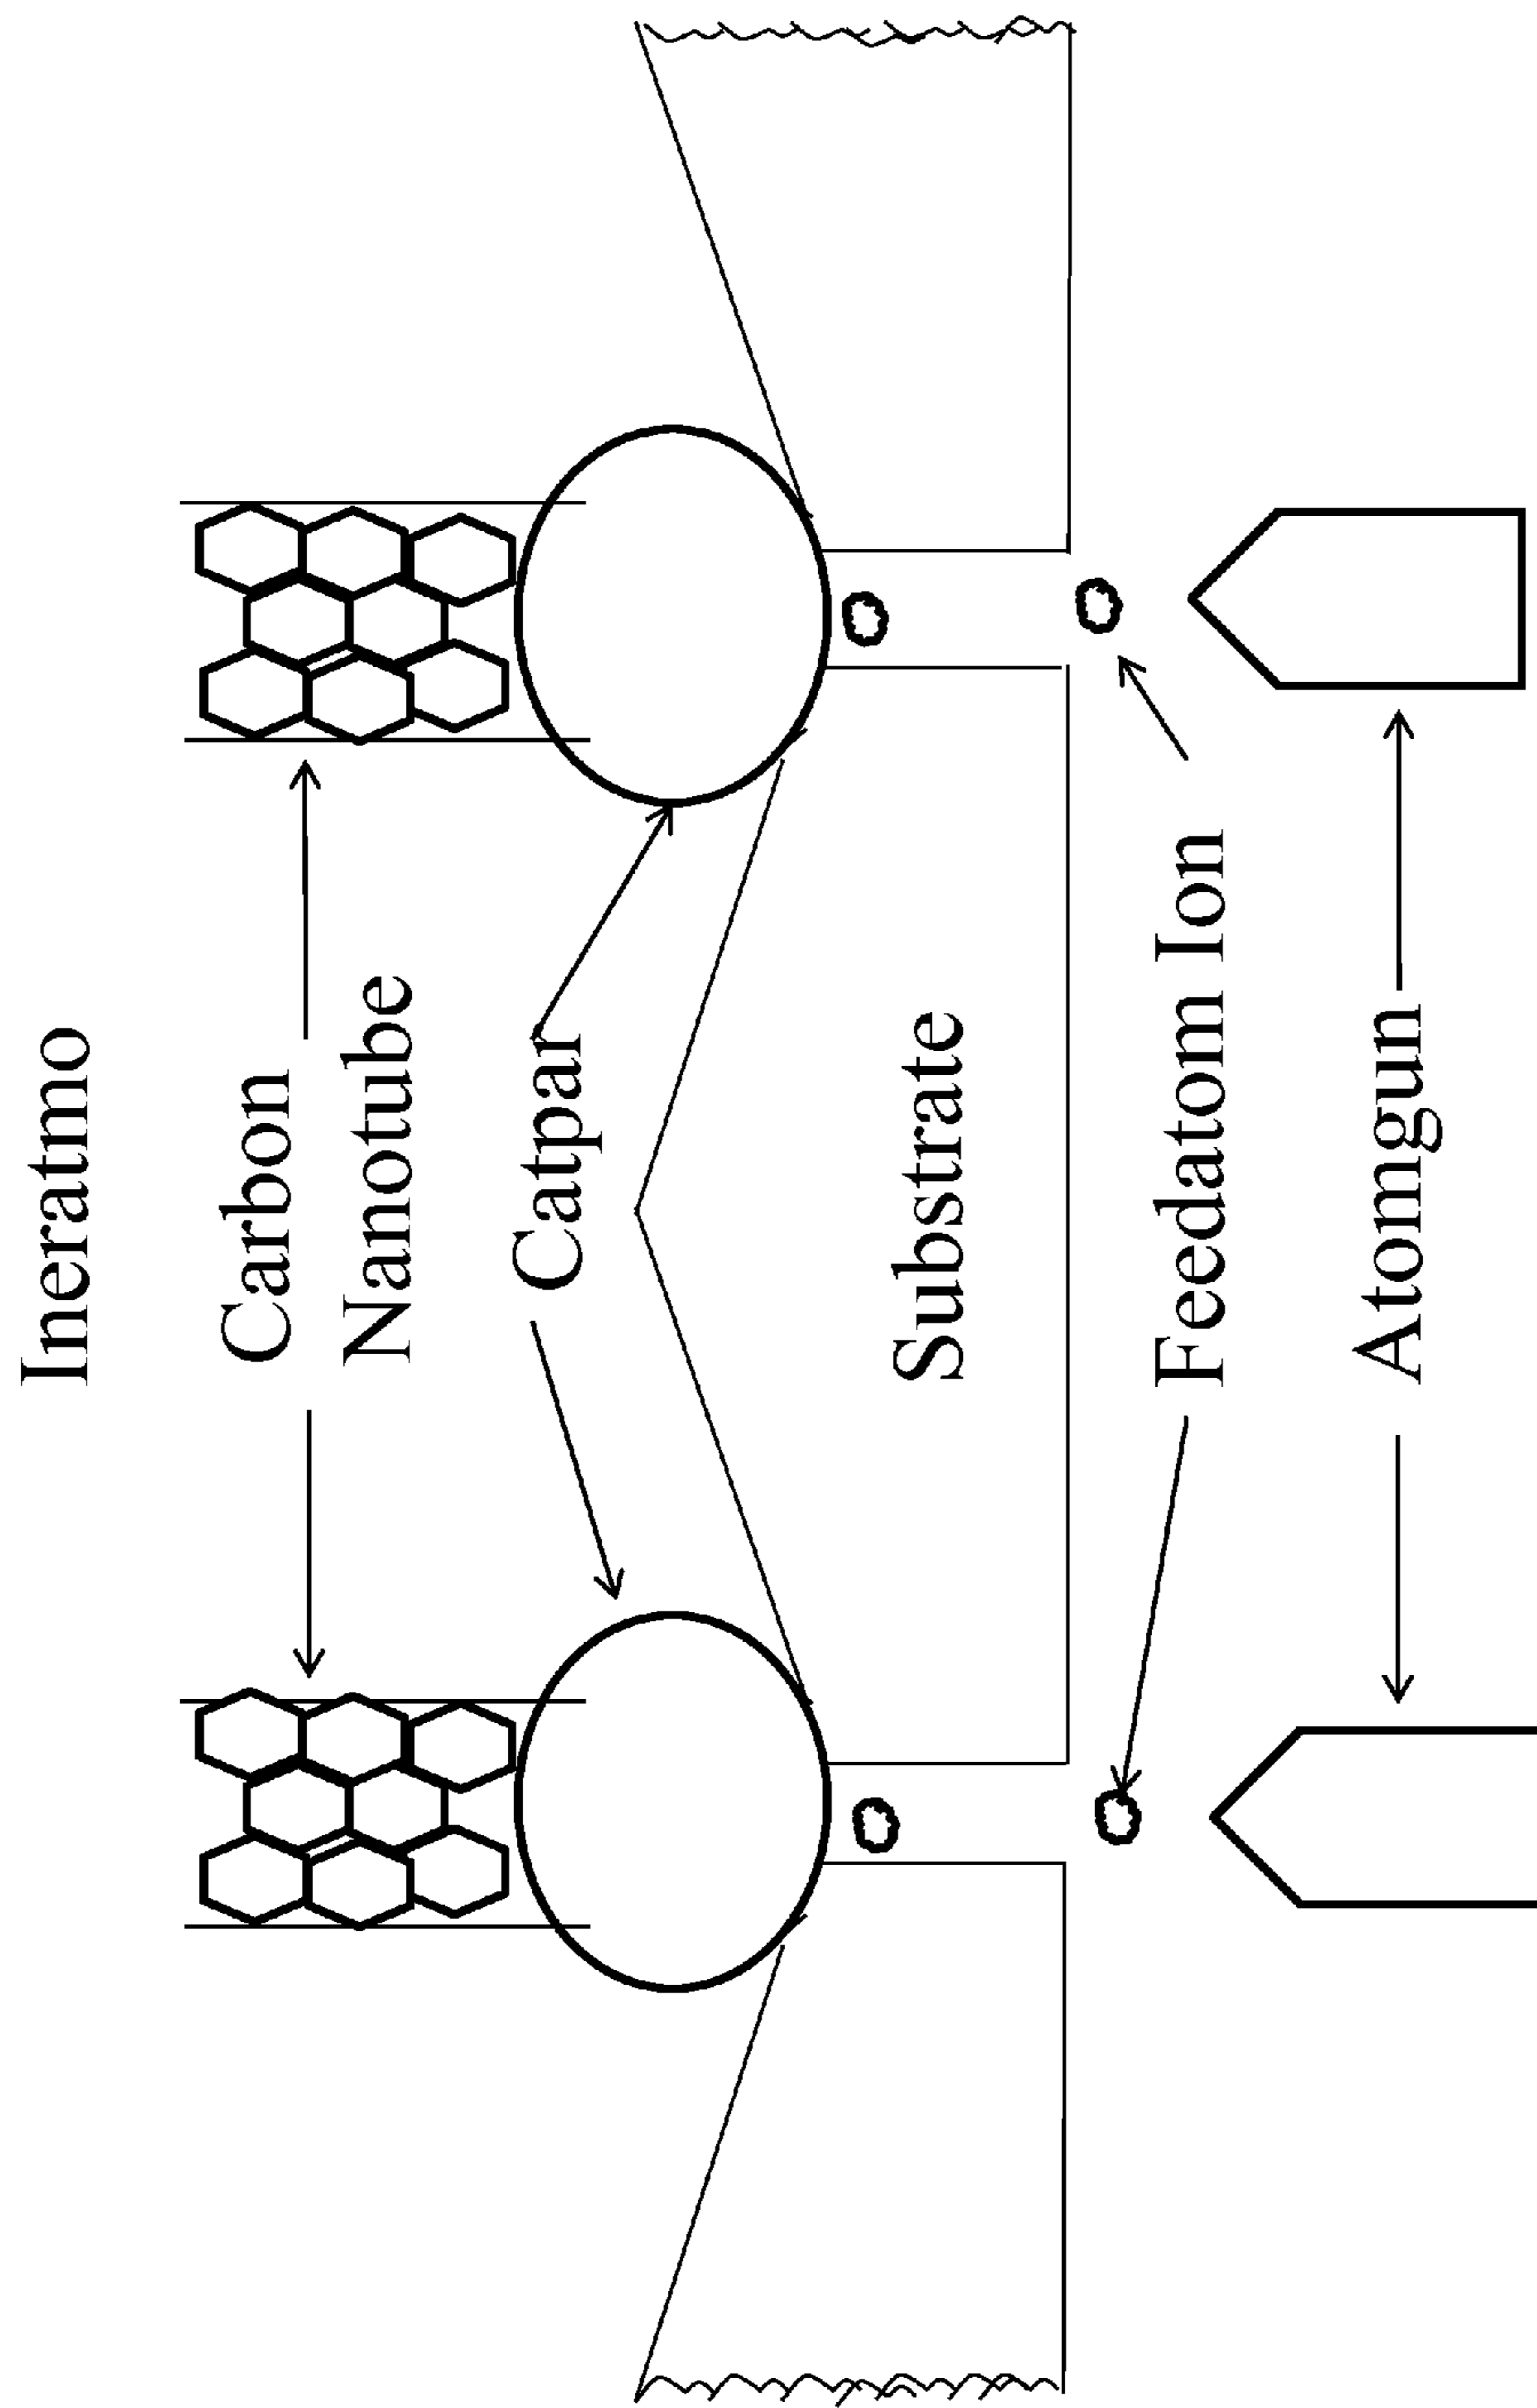 Ineratmo
Carbon
Nanotube
Catpar
Substrate
Feedatom Ion
Atomgun